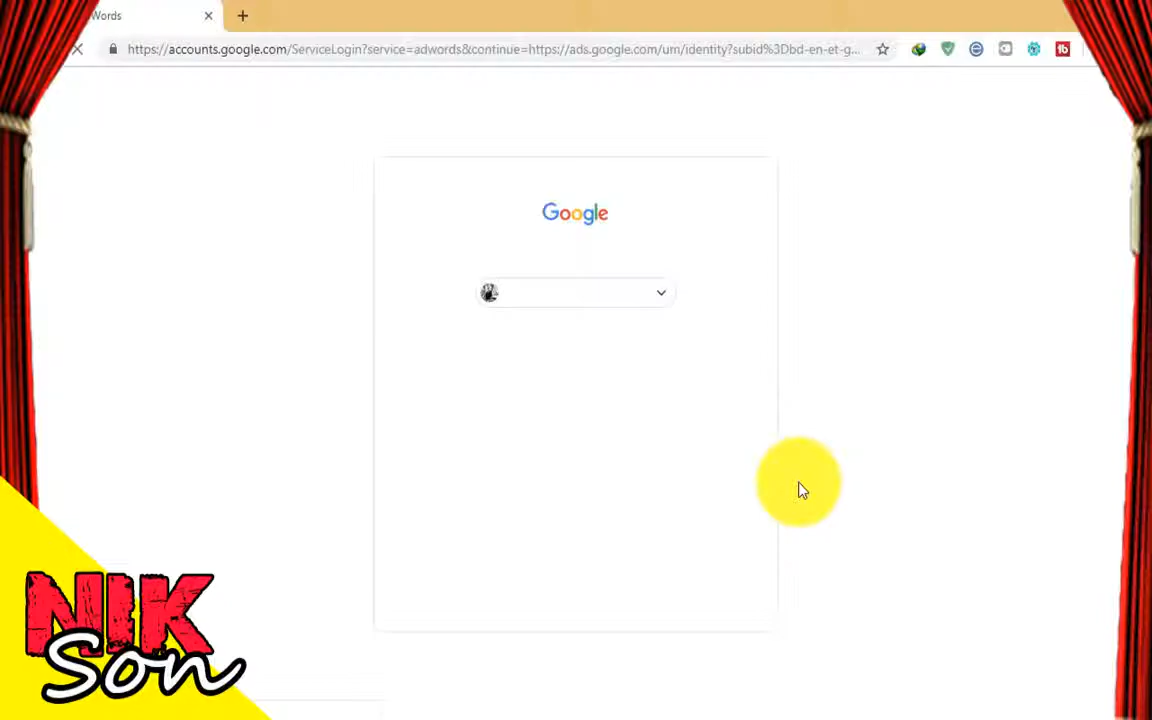 Words
https://accounts.google.com/ServiceLogin?service=adwords&continue=https://ads.google.com/um/identity?subid%3Dbd-en-et-g...
Google
NIK
Son